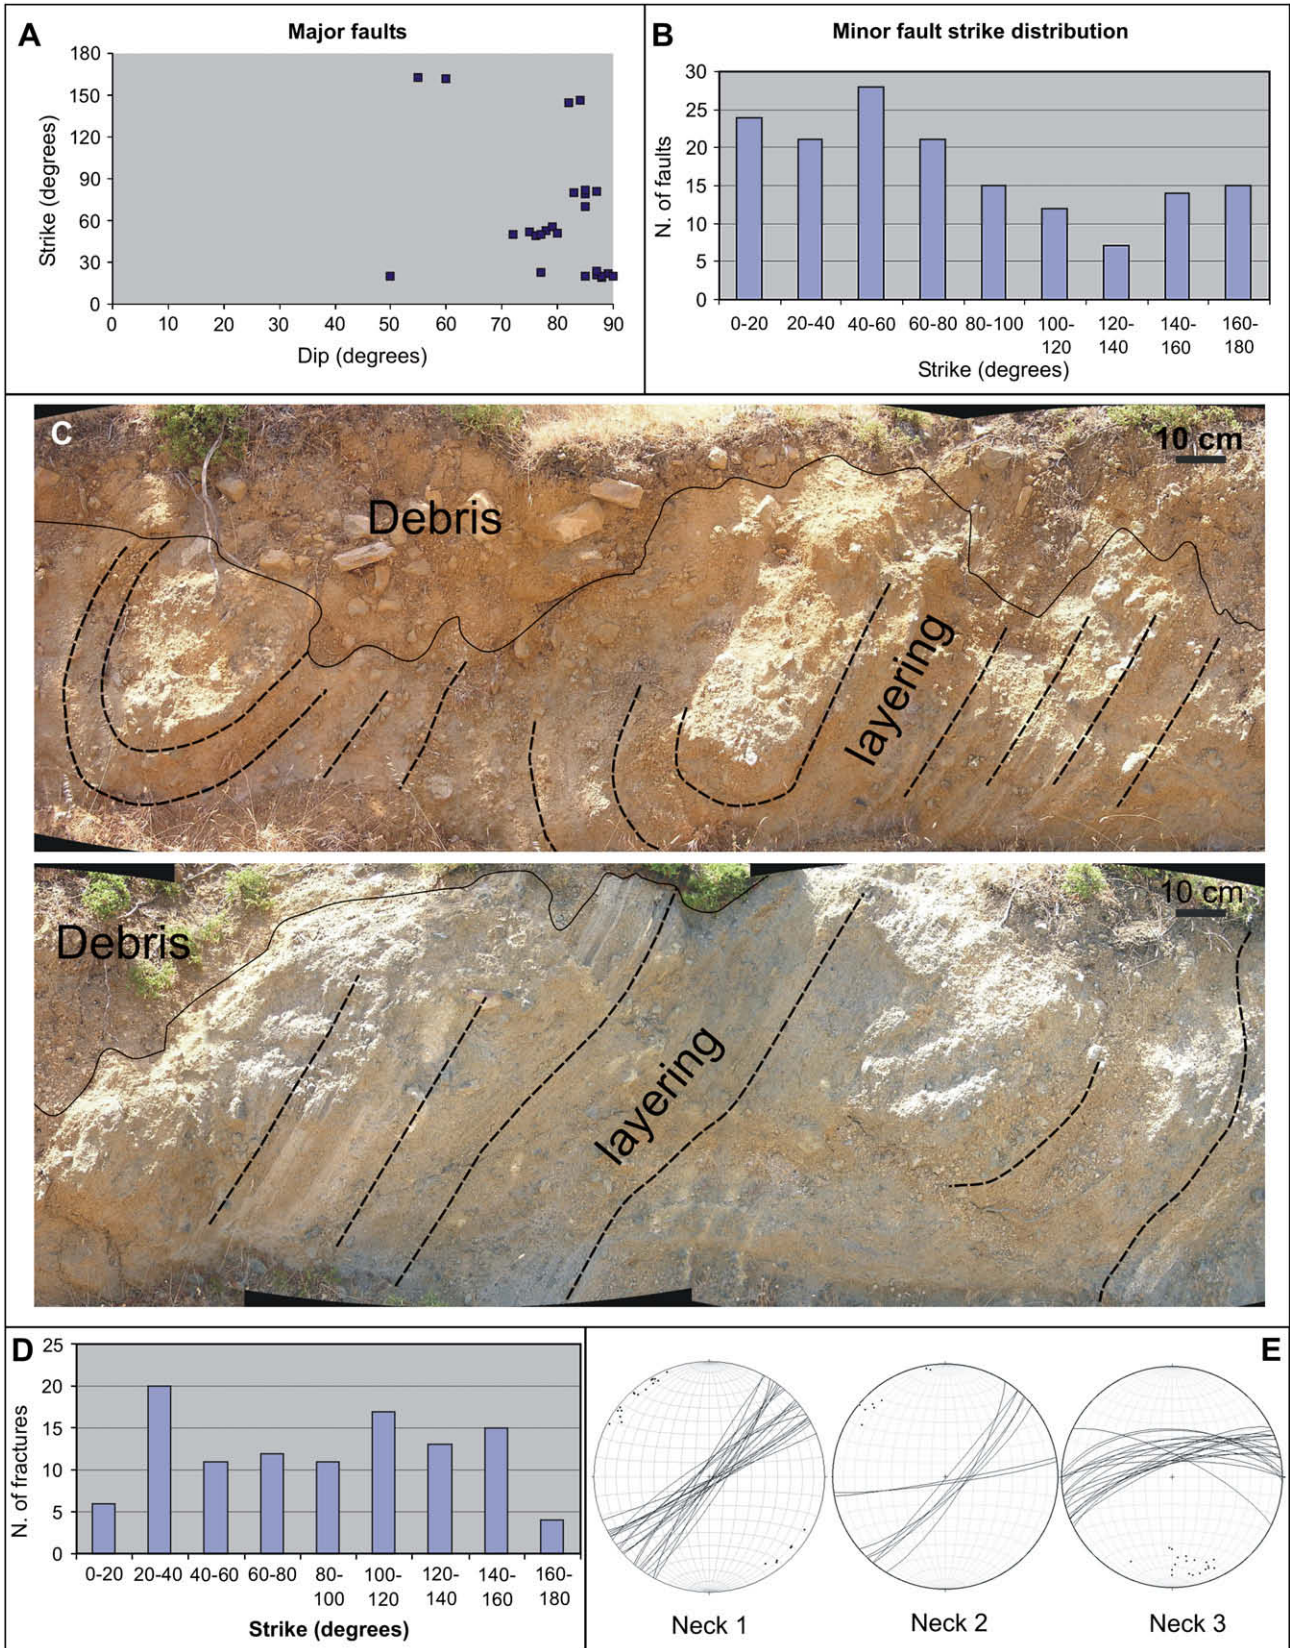 A
Major faults
180
150
120
90
60
30
0
Strike (degrees)
0 10 20 30 40 50 60 70 80 90
Dip (degrees)
B
Minor fault strike distribution
30
25
20
15
10
5
0
N. of faults
0-20 20-40 40-60 60-80 80-100 100-120 120-140 140-160 160-180
Strike (degrees)
C
10 cm
Debris
layering
10 cm
Debris
layering
D
25
20
15
10
5
0
N. of fractures
0-20 20-40 40-60 60-80 80-100 100-120 120-140 140-160 160-180
Strike (degrees)
E
Neck 1 Neck 2 Neck 3